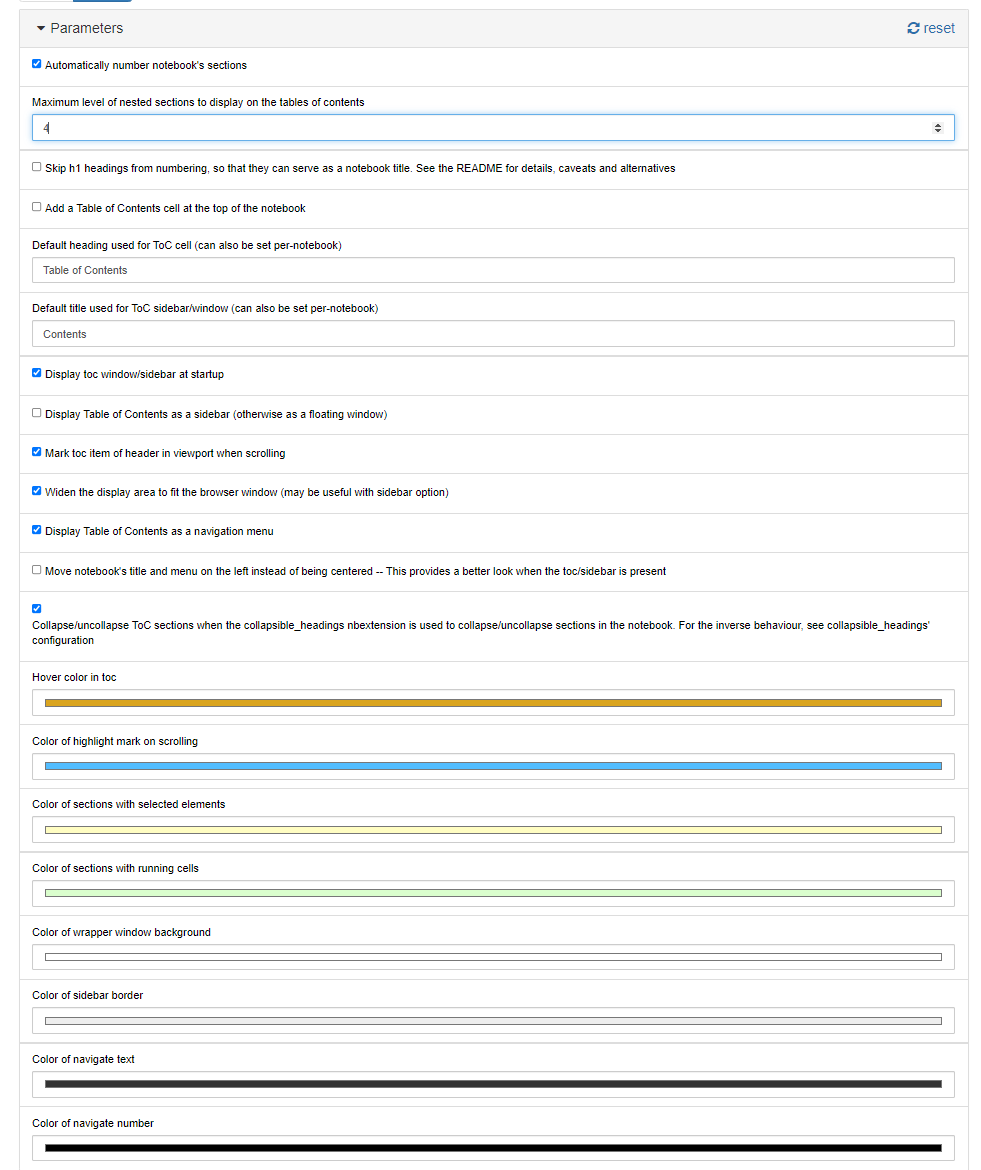 Parameters
reset
Automatically number notebook's sections
Maximum level of nested sections to display on the tables of contents
4
Skip h1 headings from numbering, so that they can serve as a notebook title. See the README for details, caveats and alternatives
Add a Table of Contents cell at the top of the notebook
Default heading used for ToC cell (can also be set per-notebook)
Table of Contents
Default title used for ToC sidebar/window (can also be set per-notebook)
Contents
Display toc window/sidebar at startup
Display Table of Contents as a sidebar (otherwise as a floating window)
Mark toc item of header in viewport when scrolling
Widen the display area to fit the browser window (may be useful with sidebar option)
Display Table of Contents as a navigation menu
Move notebook's title and menu on the left instead of being centered -- This provides a better look when the toc/sidebar is present
Collapse/uncollapse ToC sections when the collapsible_headings nbextension is used to collapse/uncollapse sections in the notebook. For the inverse behaviour, see collapsible_headings'
configuration
Hover color in toc
Color of highlight mark on scrolling
Color of sections with selected elements
Color of sections with running cells
Color of wrapper window background
Color of sidebar border
Color of navigate text
Color of navigate number